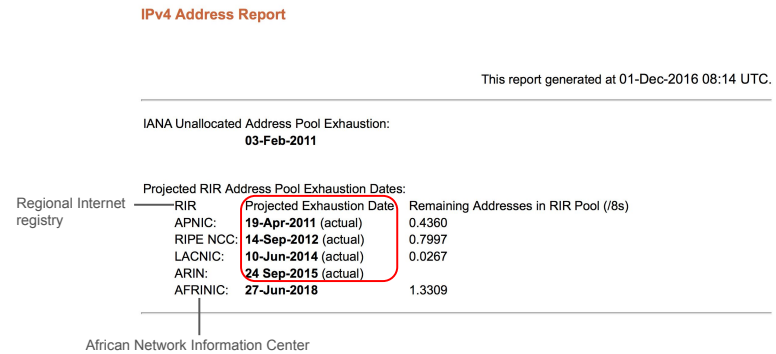 IPv4 Address Report
This report generated at 01-Dec-2016 08:14 UTC.
IANA Unallocated Address Pool Exhaustion:
03-Feb-2011
Projected RIR Address Pool Exhaustion Dates:
Regional Internet registry
RIR Projected Exhaustion Date Remaining Addresses in RIR Pool (/8s)
APNIC: 19-Apr-2011 (actual) 0.4360
RIPE NCC: 14-Sep-2012 (actual) 0.7997
LACNIC: 10-Jun-2014 (actual) 0.0267
ARIN: 24 Sep-2015 (actual)
AFRINIC: 27-Jun-2018 1.3309
African Network Information Center